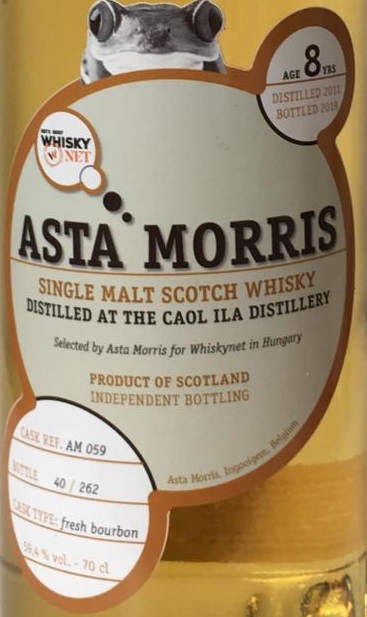 AGE 8 YRS
DISTILLED 2011
BOTTLED 2019
WHISKY
NET
ASTA MORRIS
SINGLE MALT SCOTCH WHISKY
DISTILLED AT THE CAOL ILA DISTILLERY
Selected by Asta Morris for Whiskynet in Hungary
PRODUCT OF SCOTLAND
INDEPENDENT BOTTLING
Asta Morris, Ingooigem, Belgium
CASK REF. AM 059
BOTTLE 40 / 262
CASK TYPE: fresh bourbon
59,4 % vol. - 70 cl